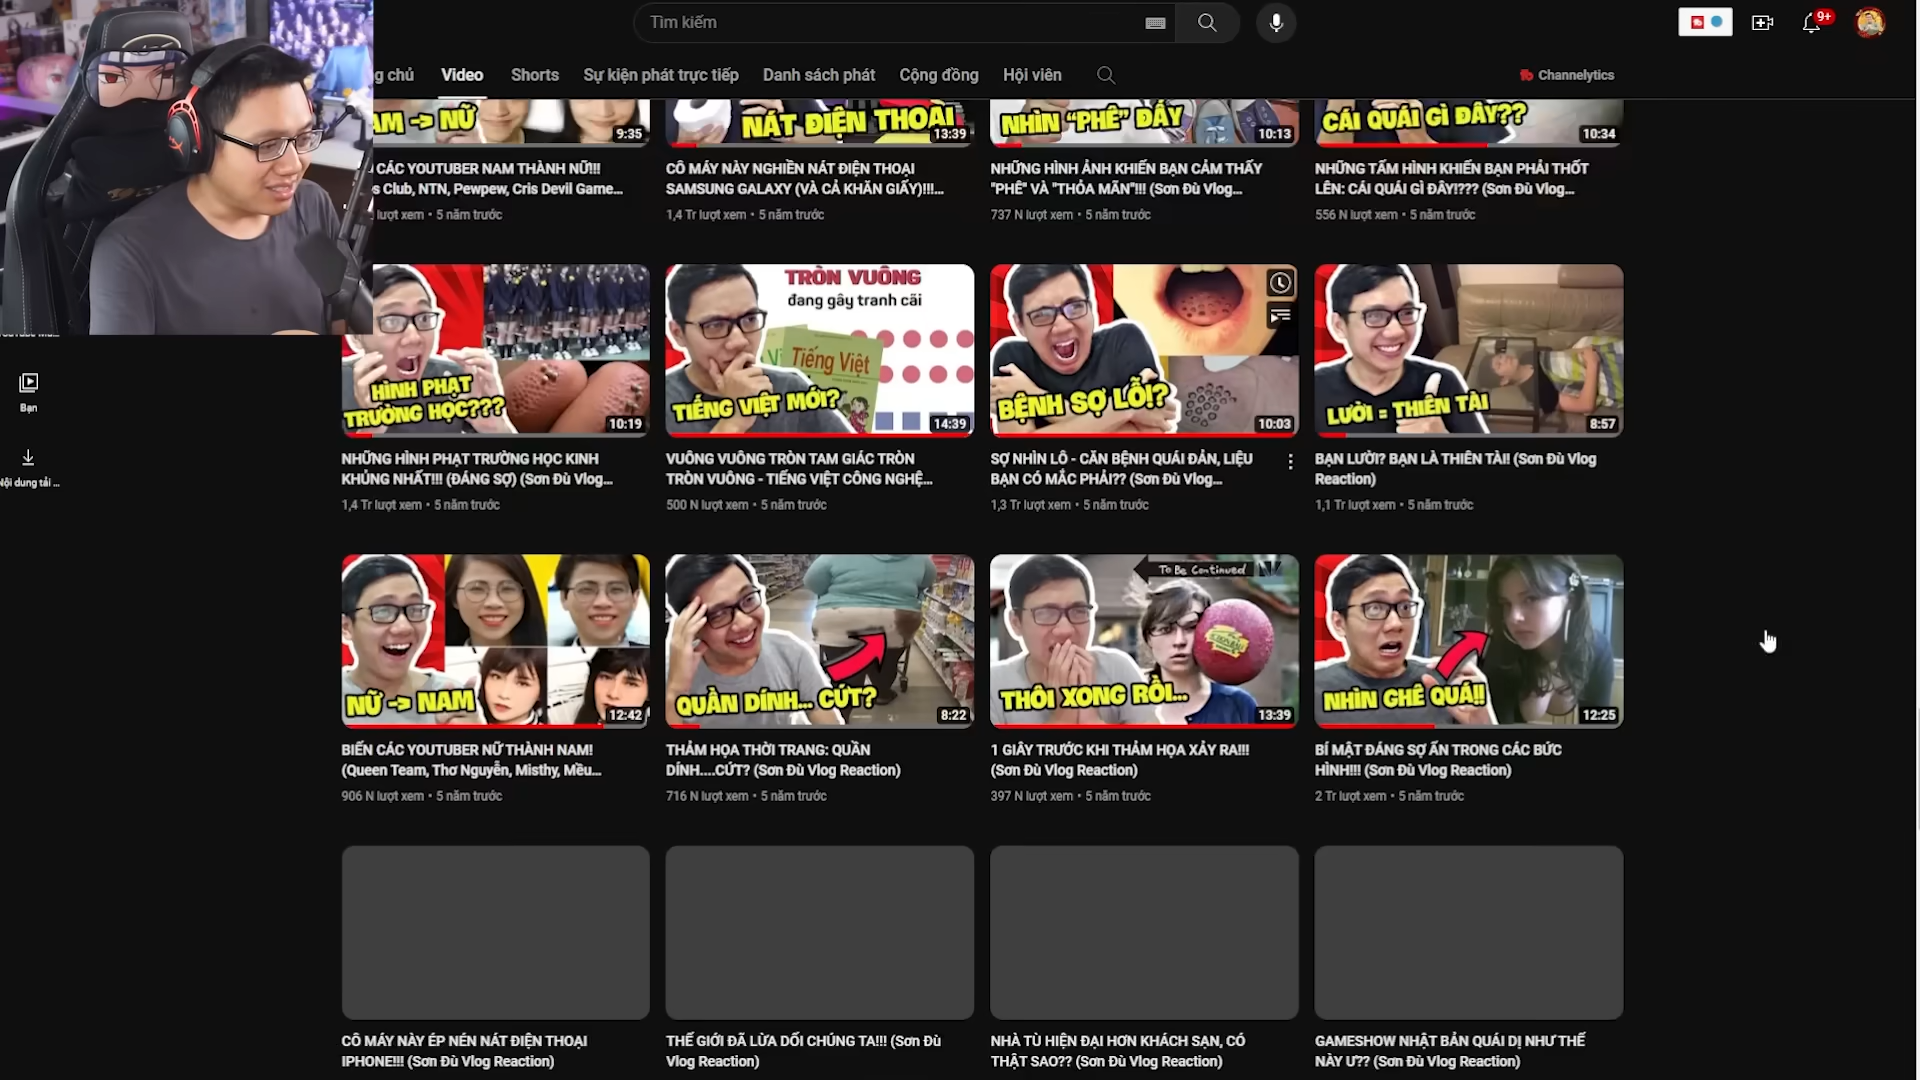 Tìm kiếm
9+
g chủ
Video
Shorts
Sự kiện phát trực tiếp
Danh sách phát
Cộng đồng
Hội viên
Channelytics
AM -> NỮ
9:35
NÁT ĐIỆN THOẠI
13:39
NHÌN “PHÊ” ĐẤY
10:13
CÁI QUÁI GÌ ĐÂY??
10:34
CÁC YOUTUBER NAM THÀNH NỮ!!!
s Club, NTN, Pewpew, Cris Devil Game...
lượt xem • 5 năm trước
CÔ MÁY NÀY NGHIỀN NÁT ĐIỆN THOẠI
SAMSUNG GALAXY (VÀ CẢ KHĂN GIẤY)!!!...
1,4 Tr lượt xem • 5 năm trước
NHỮNG HÌNH ẢNH KHIẾN BẠN CẢM THẤY
"PHÊ" VÀ "THỎA MÃN"!!! (Sơn Đù Vlog...
737 N lượt xem • 5 năm trước
NHỮNG TẤM HÌNH KHIẾN BẠN PHẢI THỐT
LÊN: CÁI QUÁI GÌ ĐÂY!??? (Sơn Đù Vlog...
556 N lượt xem • 5 năm trước
Bạn
Nội dung tải ...
HÌNH PHẠT
TRƯỜNG HỌC???
10:19
TRÒN VUÔNG
đang gây tranh cãi
Tiếng Việt
TIẾNG VIỆT MỚI?
14:39
BỆNH SỢ LỖ!?
10:03
LƯỜI = THIÊN TÀI
8:57
NHỮNG HÌNH PHẠT TRƯỜNG HỌC KINH
KHỦNG NHẤT!!! (ĐÁNG SỢ) (Sơn Đù Vlog...
1,4 Tr lượt xem • 5 năm trước
VUÔNG VUÔNG TRÒN TAM GIÁC TRÒN
TRÒN VUÔNG - TIẾNG VIỆT CÔNG NGHỆ...
500 N lượt xem • 5 năm trước
SỢ NHÌN LÔ - CĂN BỆNH QUÁI ĐẢN, LIỆU
BẠN CÓ MẮC PHẢI?? (Sơn Đù Vlog...
1,3 Tr lượt xem • 5 năm trước
BẠN LƯỜI? BẠN LÀ THIÊN TÀI! (Sơn Đù Vlog
Reaction)
1,1 Tr lượt xem • 5 năm trước
NỮ -> NAM
12:42
QUẦN DÍNH... CỨT?
8:22
To Be Continued
THÔI XONG RỒI...
13:39
NHÌN GHÊ QUÁ!!
12:25
BIẾN CÁC YOUTUBER NỮ THÀNH NAM!
(Queen Team, Thơ Nguyễn, Misthy, Mều...
906 N lượt xem • 5 năm trước
THẢM HỌA THỜI TRANG: QUẦN
DÍNH....CỨT? (Sơn Đù Vlog Reaction)
716 N lượt xem • 5 năm trước
1 GIÂY TRƯỚC KHI THẢM HỌA XẢY RA!!!
(Sơn Đù Vlog Reaction)
397 N lượt xem • 5 năm trước
BÍ MẬT ĐÁNG SỢ ẨN TRONG CÁC BỨC
HÌNH!!! (Sơn Đù Vlog Reaction)
2 Tr lượt xem • 5 năm trước
CÔ MÁY NÀY ÉP NÉN NÁT ĐIỆN THOẠI
IPHONE!!! (Sơn Đù Vlog Reaction)
THẾ GIỚI ĐÃ LỪA DỐI CHÚNG TA!!! (Sơn Đù
Vlog Reaction)
NHÀ TÙ HIỆN ĐẠI HƠN KHÁCH SẠN, CÓ
THẬT SAO?? (Sơn Đù Vlog Reaction)
GAMESHOW NHẬT BẢN QUÁI DỊ NHƯ THẾ
NÀY Ư?? (Sơn Đù Vlog Reaction)